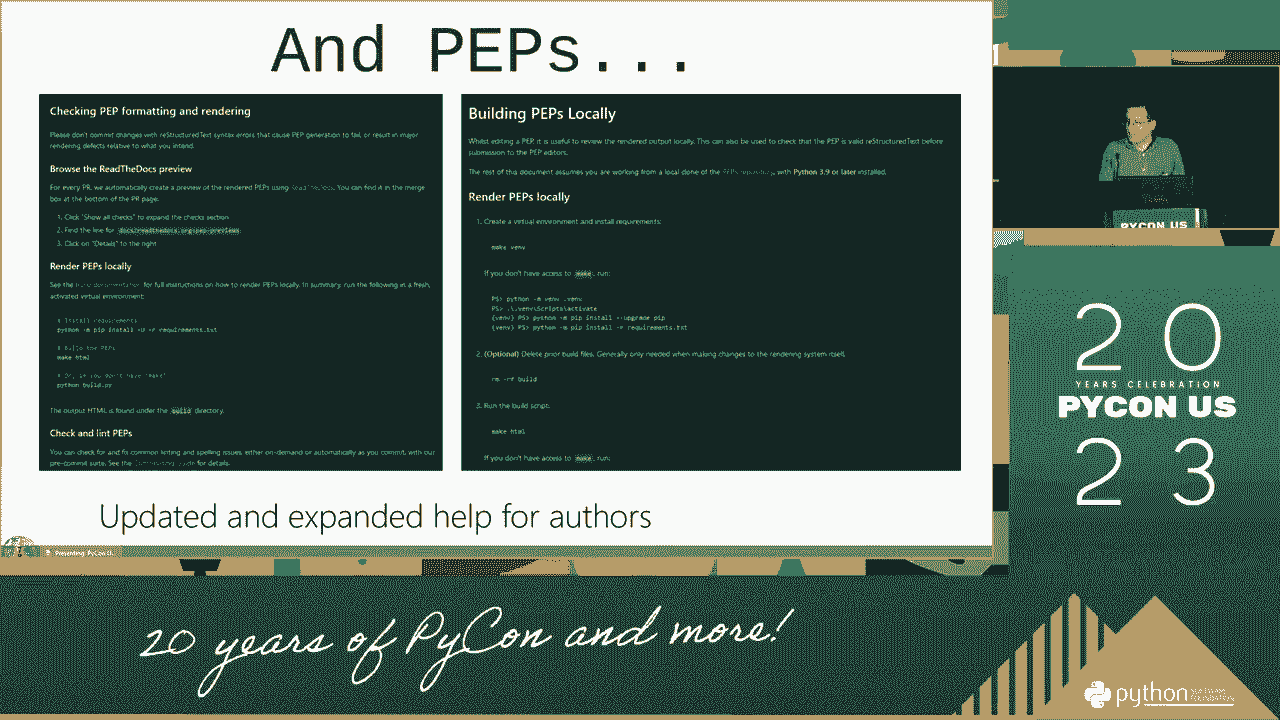 And PEPs...
Checking PEP formatting and rendering
Please don't commit changes with reStructuredText syntax errors that cause PEP generation to fail, or result in major
rendering defects relative to what you intend.
Browse the ReadTheDocs preview
For every PR, we automatically create a preview of the rendered PEPs using ReadTheDocs. You can find it in the merge
box at the bottom of the PR page.
1. Click "Show all checks" to expand the checks section
2. Find the line for
3. Click on "Details" to the right
Render PEPs locally
See the for full instructions on how to render PEPs locally. In summary, run the following in a fresh,
activated virtual environment:
# Install requirements
python -m pip install -U -r requirements.txt
# Build the PEPs
make html
# Or, if you don't have 'make':
python build.py
The output HTML is found under the build directory.
Check and lint PEPs
You can check for and fix common linting and spelling issues, either on-demand or automatically as you commit, with our
pre-commit suite. See the for details.
Building PEPs Locally
Whilst editing a PEP, it is useful to review the rendered output locally. This can also be used to check that the PEP is valid reStructuredText before
submission to the PEP editors.
The rest of this document assumes you are working from a local clone of the PEPs repository, with Python 3.9 or later installed.
Render PEPs locally
1. Create a virtual environment and install requirements:
make venv
If you don't have access to make, run:
PS> python -m venv .venv
PS> .\.venv\Scripts\activate
(venv) PS> python -m pip install --upgrade pip
(venv) PS> python -m pip install -r requirements.txt
2. (Optional) Delete prior build files. Generally only needed when making changes to the rendering system itself.
rm -rf build
3. Run the build script:
make html
If you don't have access to make, run:
Updated and expanded help for authors
Presenting: PyCon
PYCON US
20
YEARS CELEBRATION
PYCON US
23
20 years of PyCon and more!
python